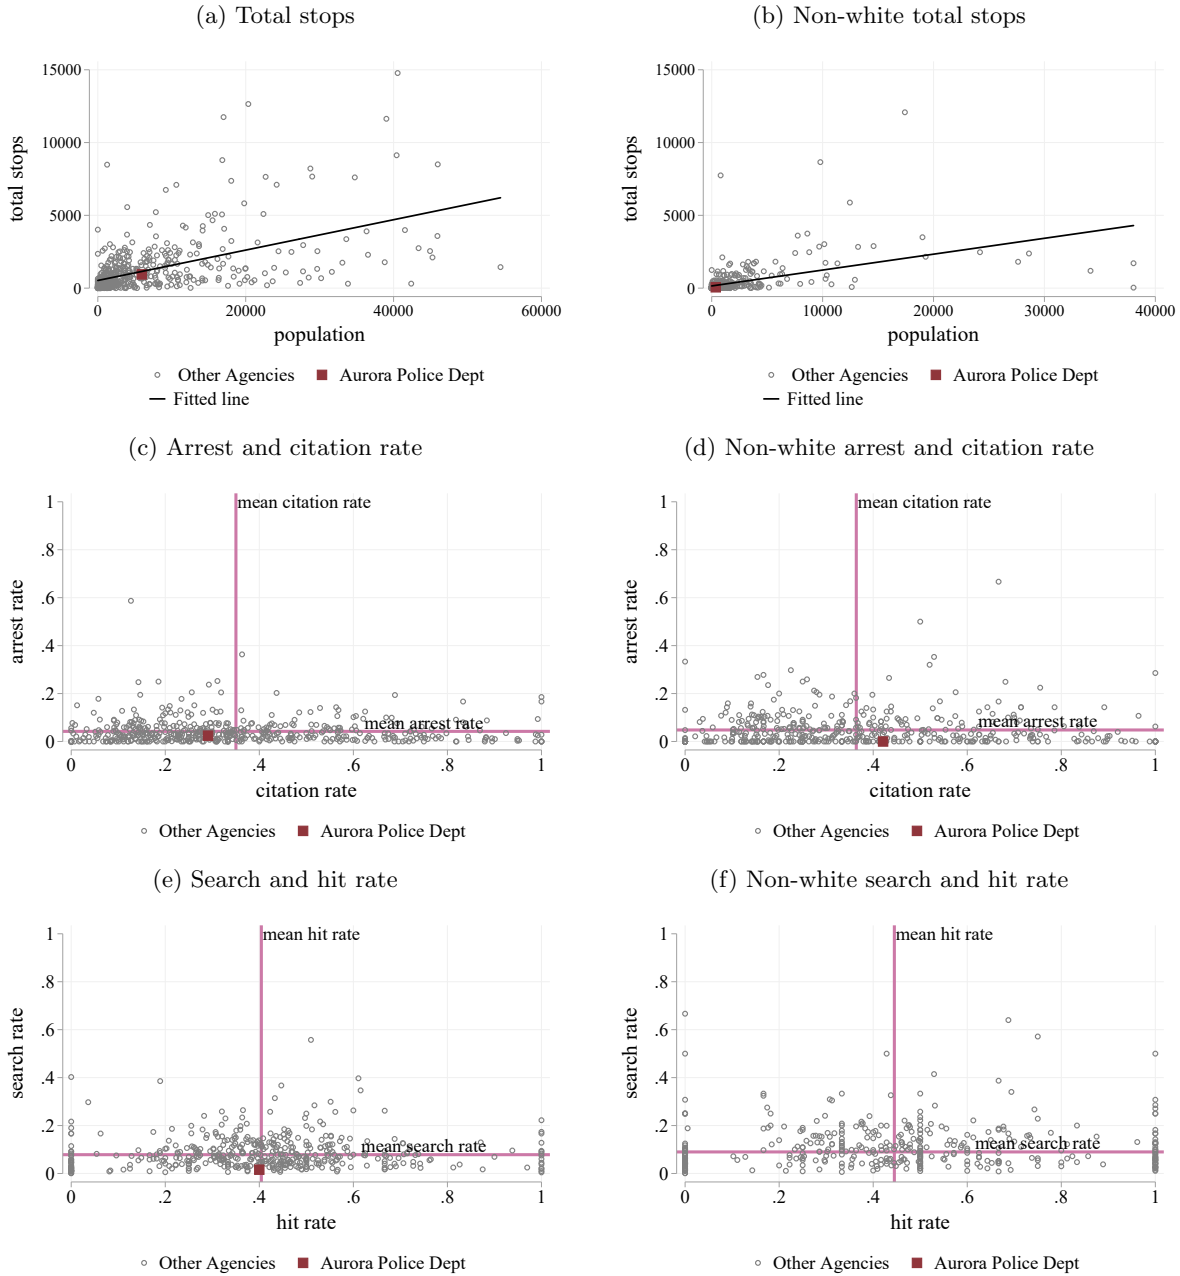 (a) Total stops
(b) Non-white total stops
15000
10000
5000
0
total stops
0 20000 40000 60000
population
Other Agencies Aurora Police Dept
Fitted line
15000
10000
5000
0
total stops
0 10000 20000 30000 40000
population
Other Agencies Aurora Police Dept
Fitted line
(c) Arrest and citation rate
(d) Non-white arrest and citation rate
mean citation rate
1
.8
.6
.4
.2
0
arrest rate
mean arrest rate
0 .2 .4 .6 .8 1
citation rate
Other Agencies Aurora Police Dept
mean citation rate
1
.8
.6
.4
.2
0
arrest rate
mean arrest rate
0 .2 .4 .6 .8 1
citation rate
Other Agencies Aurora Police Dept
(e) Search and hit rate
(f) Non-white search and hit rate
mean hit rate
1
.8
.6
.4
.2
0
search rate
mean search rate
0 .2 .4 .6 .8 1
hit rate
Other Agencies Aurora Police Dept
mean hit rate
1
.8
.6
.4
.2
0
search rate
mean search rate
0 .2 .4 .6 .8 1
hit rate
Other Agencies Aurora Police Dept